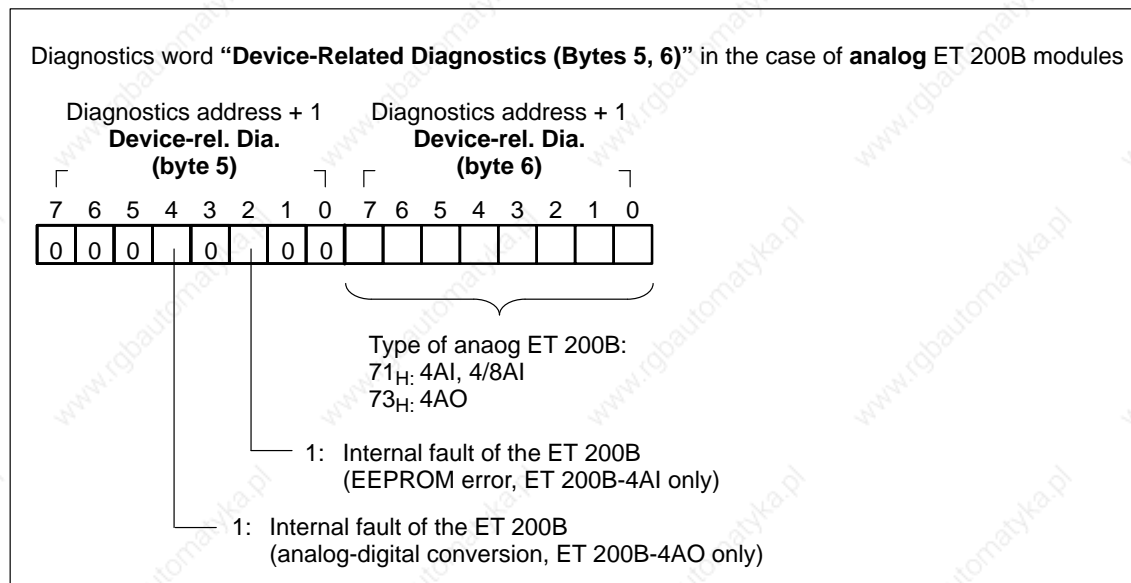 Diagnostics word “Device-Related Diagnostics (Bytes 5, 6)” in the case of analog ET 200B modules
Diagnostics address + 1 Diagnostics address + 1
Device-rel. Dia. Device-rel. Dia.
(byte 5) (byte 6)
7 6 5 4 3 2 1 0 7 6 5 4 3 2 1 0
0 0 0 0 0 0
Type of anaog ET 200B:
71H: 4AI, 4/8AI
73H: 4AO
1: Internal fault of the ET 200B
(EEPROM error, ET 200B-4AI only)
1: Internal fault of the ET 200B
(analog-digital conversion, ET 200B-4AO only)
www.rgbautomatyka.pl